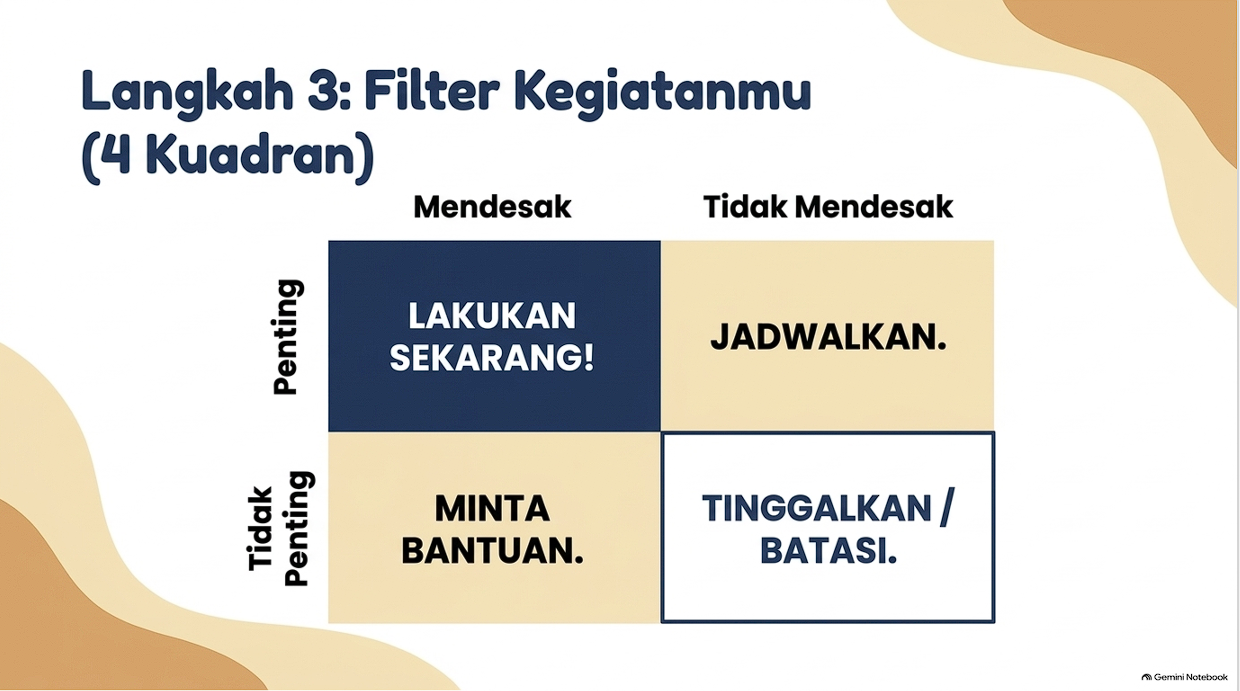 Langkah 3: Filter Kegiatanmu
(4 Kuadran)
Mendesak
Tidak Mendesak
Penting
LAKUKAN
SEKARANG!
JADWALKAN.
Tidak
Penting
MINTA
BANTUAN.
TINGGALKAN /
BATASI.
Gemini Notebook